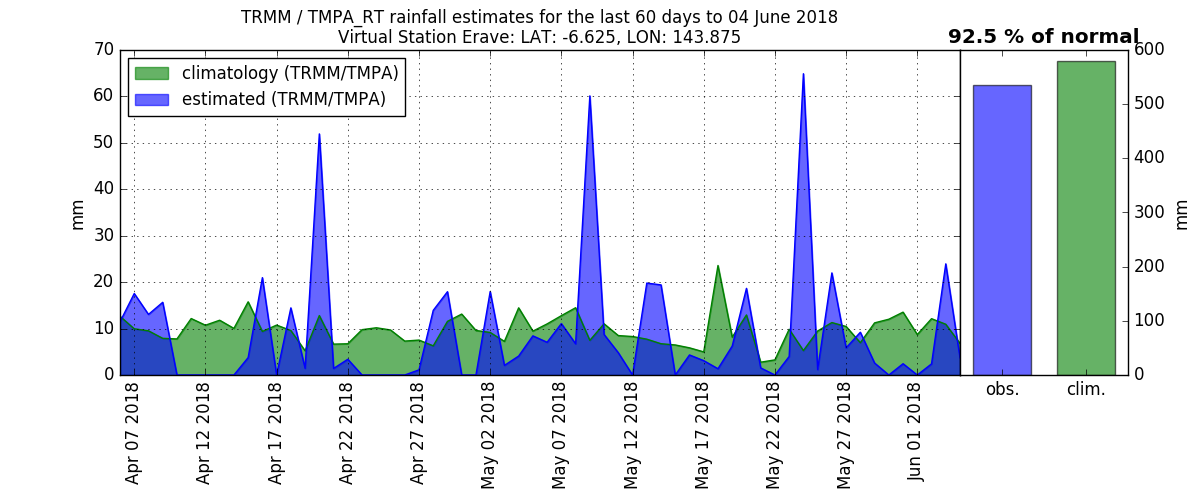 TRMM / TMPA_RT rainfall estimates for the last 60 days to 04 June 2018
Virtual Station Erave: LAT: -6.625, LON: 143.875
92.5 % of normal
climatology (TRMM/TMPA)
estimated (TRMM/TMPA)
70
60
50
40
30
20
10
0
mm
Apr 07 2018
Apr 12 2018
Apr 17 2018
Apr 22 2018
Apr 27 2018
May 02 2018
May 07 2018
May 12 2018
May 17 2018
May 22 2018
May 27 2018
Jun 01 2018
600
500
400
300
200
100
0
mm
obs.
clim.